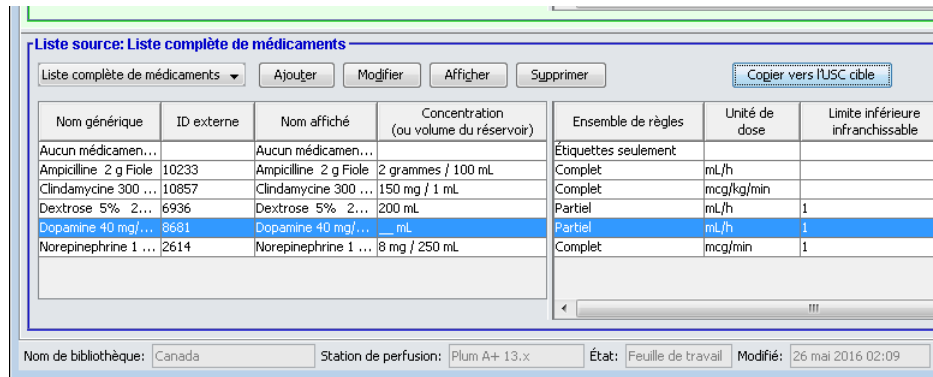 Liste source: Liste complète de médicaments
Liste complète de médicaments Ajouter Modifier Afficher Supprimer Copier vers l'USC cible
Nom générique ID externe Nom affiché Concentration (ou volume du réservoir) Ensemble de règles Unité de dose Limite inférieure infranchissable
Aucun médicamen... Aucun médicamen... Étiquettes seulement
Ampicilline 2 g Fiole 10233 Ampicilline 2 g Fiole 2 grammes / 100 mL Complet mL/h
Clindamycine 300 ... 10857 Clindamycine 300 ... 150 mg / 1 mL Complet mcg/kg/min
Dextrose 5% 2... 6936 Dextrose 5% 2... 200 mL Partiel mL/h 1
Dopamine 40 mg/... 8681 Dopamine 40 mg/... __ mL Partiel mL/h 1
Norepinephrine 1 ... 2614 Norepinephrine 1 ... 8 mg / 250 mL Complet mcg/min 1
Nom de bibliothèque: Canada Station de perfusion: Plum A+ 13.x État: Feuille de travail Modifié: 26 mai 2016 02:09